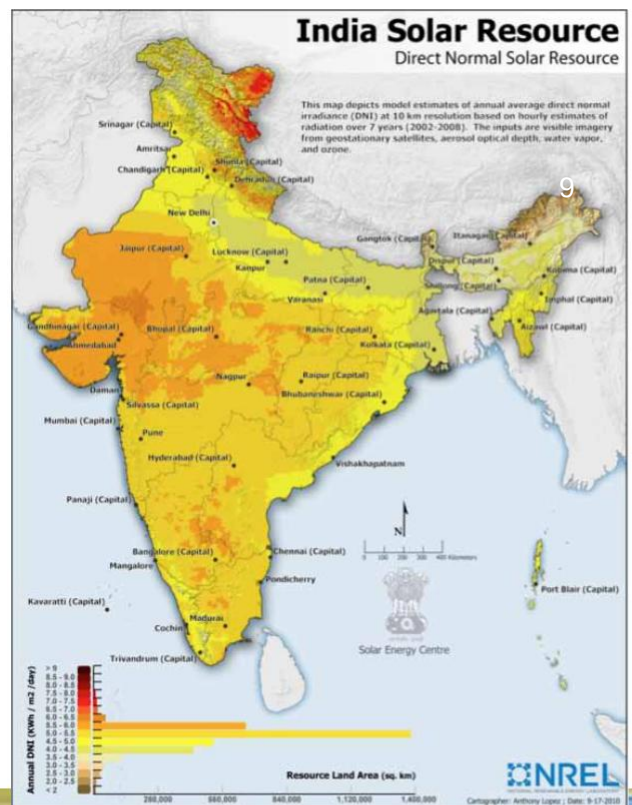 India Solar Resource
Direct Normal Solar Resource
This map depicts model estimates of annual average direct normal
irradiance (DNI) at 10 km resolution based on hourly estimates of
radiation over 7 years (2002-2008). The inputs are visible imagery
from geostationary satellites, aerosol optical depth, water vapor,
and ozone.
9
Srinagar (Capital)
Amritsar
Shimla (Capital)
Chandigarh (Capital)
Dehradun (Capital)
New Delhi
Jaipur (Capital)
Lucknow (Capital)
Kanpur
Gangtok (Capital)
Itanagar (Capital)
Dispur (Capital)
Kohima (Capital)
Shillong (Capital)
Patna (Capital)
Varanasi
Imphal (Capital)
Agartala (Capital)
Aizawl (Capital)
Gandhinagar (Capital)
Ahmedabad
Bhopal (Capital)
Ranchi (Capital)
Kolkata (Capital)
Nagpur
Raipur (Capital)
Bhubaneshwar (Capital)
Daman
Silvassa (Capital)
Mumbai (Capital)
Pune
Hyderabad (Capital)
Vishakhapatnam
Panaji (Capital)
N
0 100 200 300 400 Kilometers
Bangalore (Capital)
Chennai (Capital)
Mangalore
Pondicherry
Port Blair (Capital)
Kavaratti (Capital)
Madurai
Cochin
Solar Energy Centre
Trivandrum (Capital)
Annual DNI (KWh / m2 /day)
> 9
8.5 - 9.0
8.0 - 8.5
7.5 - 8.0
7.0 - 7.5
6.5 - 7.0
6.0 - 6.5
5.5 - 6.0
5.0 - 5.5
4.5 - 5.0
4.0 - 4.5
3.5 - 4.0
3.0 - 3.5
2.5 - 3.0
2.0 - 2.5
< 2
Resource Land Area (sq. km)
280,000 560,000 840,000 1,120,000 1,400,000
NREL
NATIONAL RENEWABLE ENERGY LABORATORY
Cartographer: Anthony Lopez ; Date: 9-17-2010